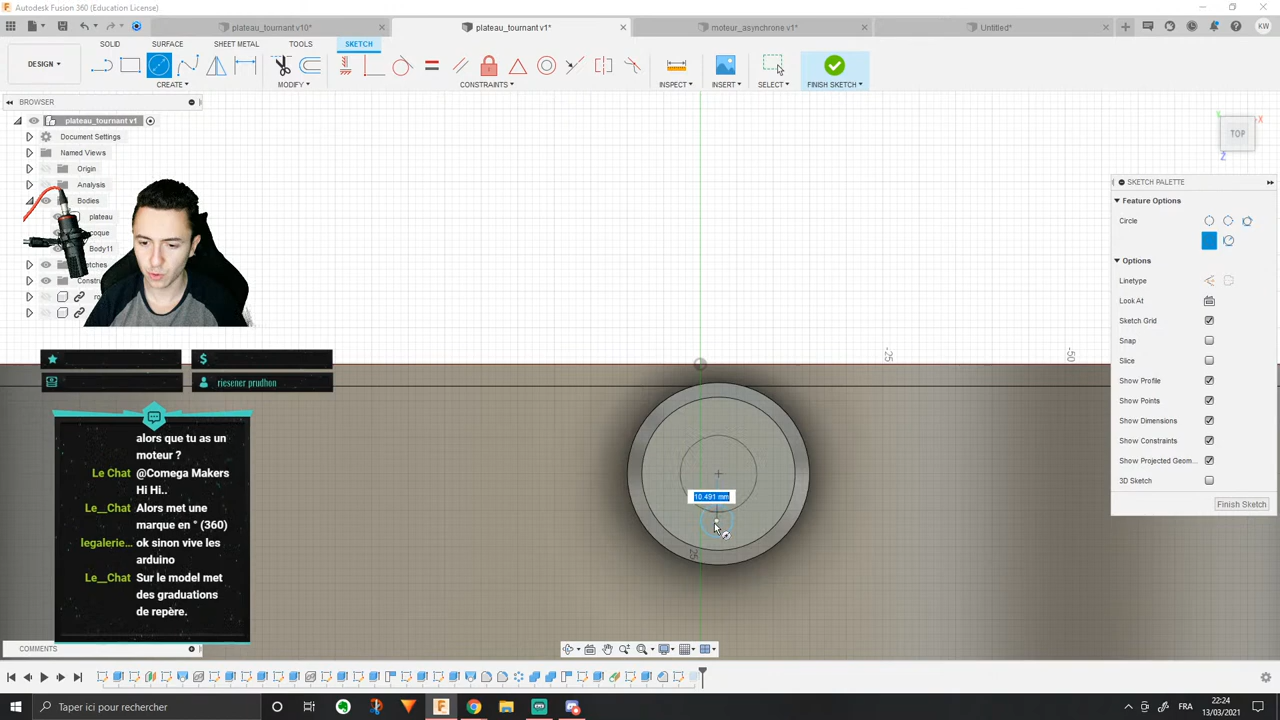 Autodesk Fusion 360 (Education License)
plateau_tournant v10*
plateau_tournant v1*
moteur_asynchrone v1*
Untitled*
KW
SOLID
SURFACE
SHEET METAL
TOOLS
SKETCH
DESIGN
CREATE
MODIFY
CONSTRAINTS
INSPECT
INSERT
SELECT
FINISH SKETCH
BROWSER
plateau_tournant v1
Document Settings
Named Views
Origin
Analysis
Bodies
plateau
coque
Body11
TOP
X
Z
SKETCH PALETTE
Feature Options
Circle
Options
Linetype
Look At
Sketch Grid
Snap
Slice
Show Profile
Show Points
Show Dimensions
Show Constraints
Show Projected Geom...
3D Sketch
Finish Sketch
-25
-50
10.491 mm
25
$
riesener prudhon
alors que tu as un
moteur ?
Le Chat @Comega Makers
Hi Hi..
Le__Chat Alors met une
marque en ° (360)
legalerie... ok sinon vive les
arduino
Le__Chat Sur le model met
des graduations
de repère.
COMMENTS
Taper ici pour rechercher
FRA
22:24
13/03/2021